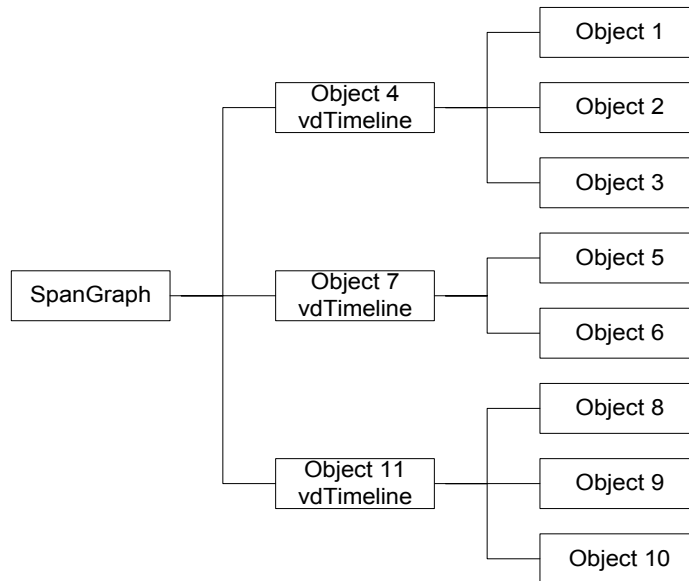 SpanGraph
Object 4
vdTimeline
Object 1
Object 2
Object 3
Object 7
vdTimeline
Object 5
Object 6
Object 11
vdTimeline
Object 8
Object 9
Object 10